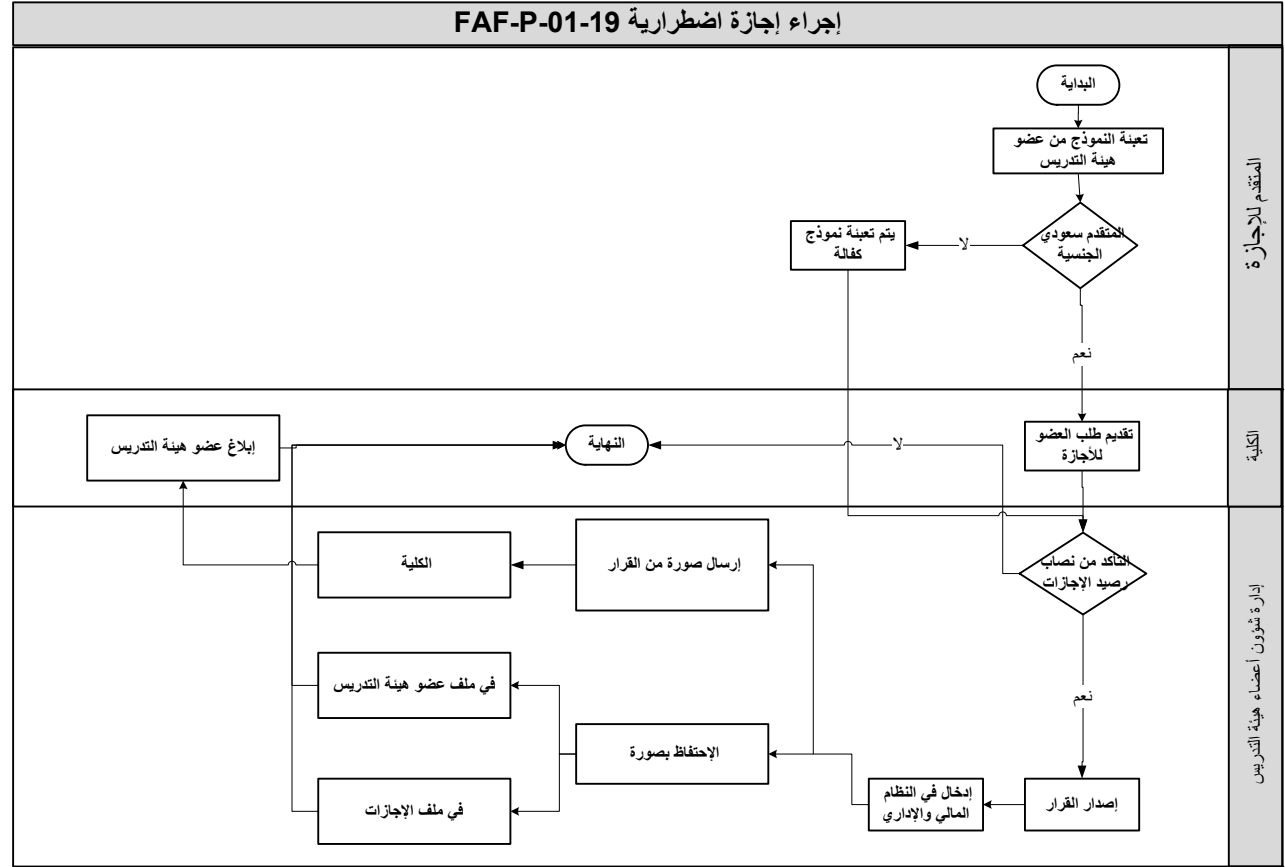 إجراء إجازة اضطرارية FAF-P-01-19
المتقدم للإجازة
البداية
تعبئة النموذج من عضو
هيئة التدريس
المتقدم سعودي
الجنسية
لا
يتم تعبئة نموذج
كفالة
نعم
الكلية
تقديم طلب العضو
للأجازة
لا
النهاية
إبلاغ عضو هيئة التدريس
إدارة شؤون أعضاء هيئة التدريس
التأكد من نصاب
رصيد الإجازات
إرسال صورة من القرار
الكلية
نعم
في ملف عضو هيئة التدريس
الإحتفاظ بصورة
إصدار القرار
إدخال في النظام
المالي والإداري
في ملف الإجازات